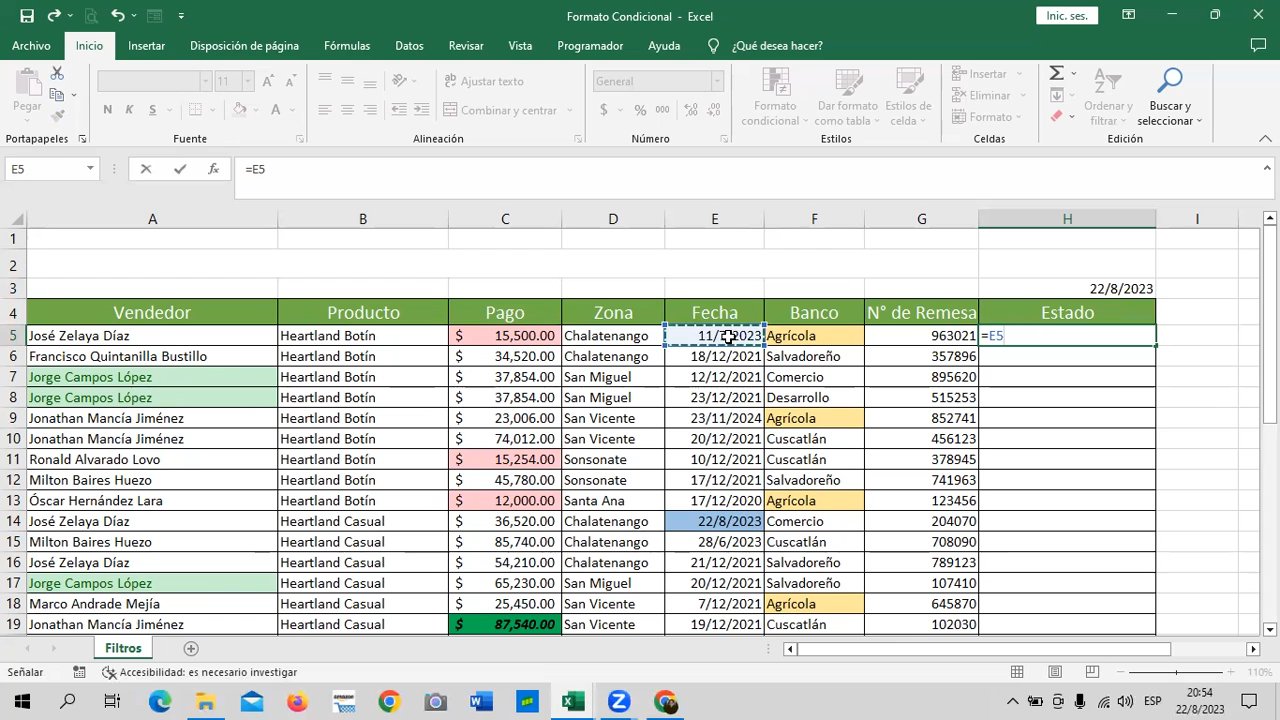 Formato Condicional - Excel
Inic. ses.
Archivo Inicio Insertar Disposición de página Fórmulas Datos Revisar Vista Programador Ayuda ¿Qué desea hacer?
Pegar
N K S A
11 A A
Ajustar texto
Combinar y centrar
General
$ % 000
Formato condicional
Dar formato como tabla
Estilos de celda
Insertar
Eliminar
Formato
Ordenar y filtrar
Buscar y seleccionar
Portapapeles Fuente Alineación Número Estilos Celdas Edición
E5 fx =E5
A B C D E F G H I
1
2
3 22/8/2023
4 Vendedor Producto Pago Zona Fecha Banco N° de Remesa Estado
5 José Zelaya Díaz Heartland Botín $ 15,500.00 Chalatenango 11/ 2023 Agrícola 963021 =E5
6 Francisco Quintanilla Bustillo Heartland Botín $ 34,520.00 Chalatenango 18/12/2021 Salvadoreño 357896
7 Jorge Campos López Heartland Botín $ 37,854.00 San Miguel 12/12/2021 Comercio 895620
8 Jorge Campos López Heartland Botín $ 37,854.00 San Miguel 23/12/2021 Desarrollo 515253
9 Jonathan Mancía Jiménez Heartland Botín $ 23,006.00 San Vicente 23/11/2024 Agrícola 852741
10 Jonathan Mancía Jiménez Heartland Botín $ 74,012.00 San Vicente 20/12/2021 Cuscatlán 456123
11 Ronald Alvarado Lovo Heartland Botín $ 15,254.00 Sonsonate 10/12/2021 Cuscatlán 378945
12 Milton Baires Huezo Heartland Botín $ 45,780.00 Sonsonate 17/12/2021 Salvadoreño 741963
13 Óscar Hernández Lara Heartland Botín $ 12,000.00 Santa Ana 17/12/2020 Agrícola 123456
14 José Zelaya Díaz Heartland Casual $ 36,520.00 Chalatenango 22/8/2023 Comercio 204070
15 Milton Baires Huezo Heartland Casual $ 85,740.00 Chalatenango 28/6/2023 Cuscatlán 708090
16 José Zelaya Díaz Heartland Casual $ 54,210.00 Chalatenango 21/12/2021 Salvadoreño 789123
17 Jorge Campos López Heartland Casual $ 65,230.00 San Miguel 20/12/2021 Salvadoreño 107410
18 Marco Andrade Mejía Heartland Casual $ 25,450.00 San Vicente 7/12/2021 Agrícola 645870
19 Jonathan Mancía Jiménez Heartland Casual $ 87,540.00 San Vicente 19/12/2021 Cuscatlán 102030
Filtros
Señalar Accesibilidad: es necesario investigar 110%
ESP 20:54
22/8/2023